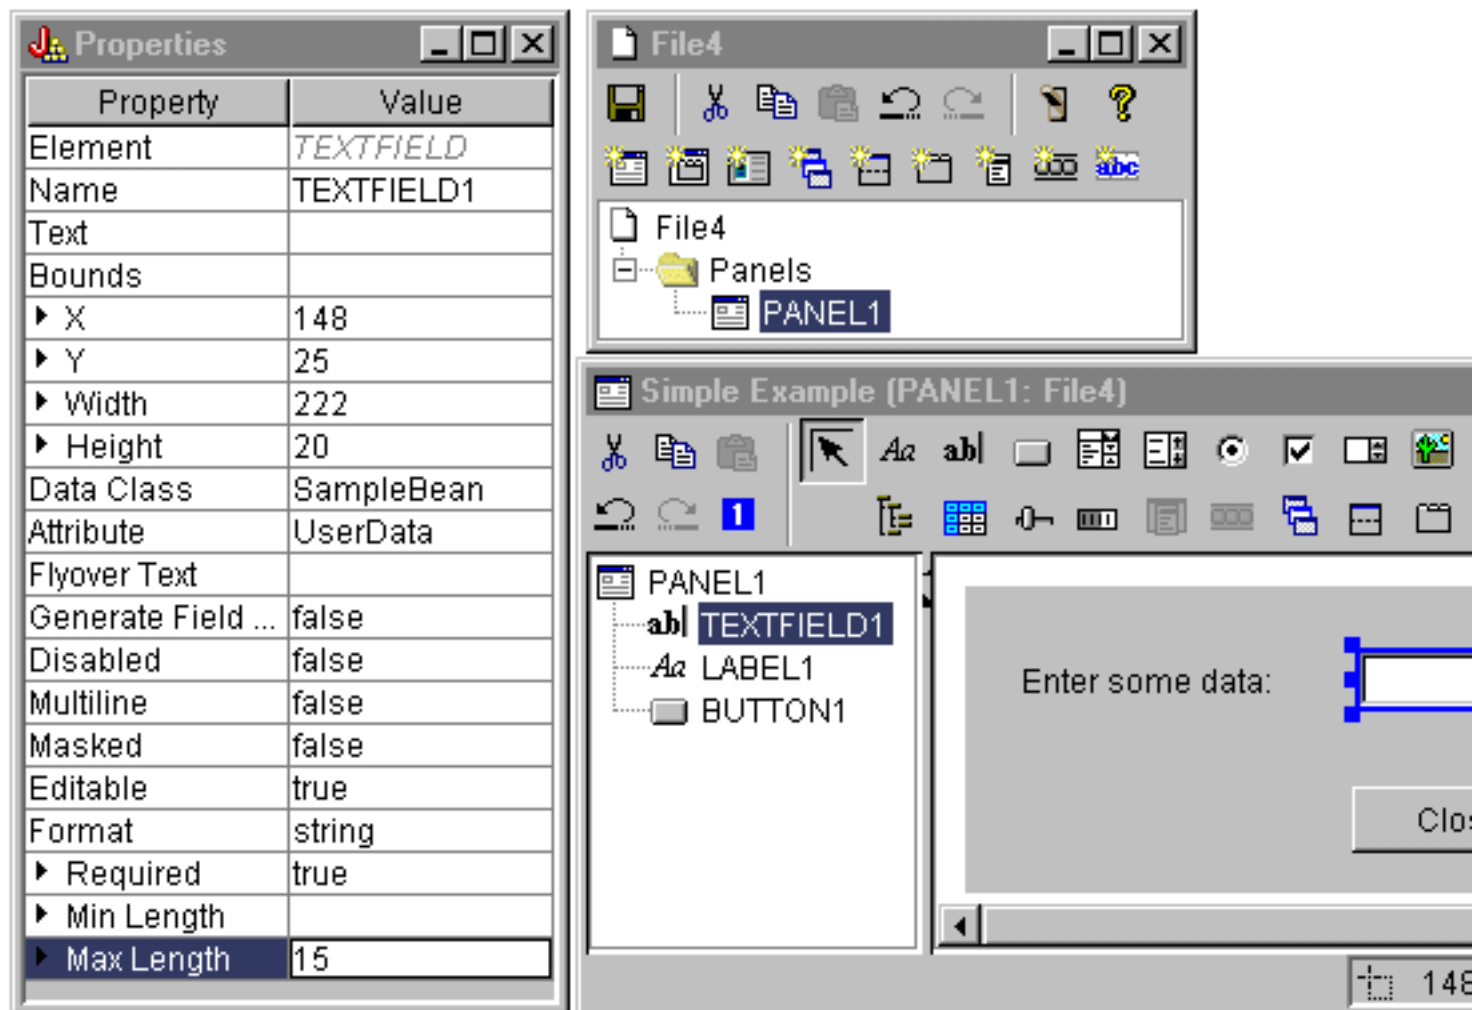 Properties
Property Value
Element TEXTFIELD
Name TEXTFIELD1
Text
Bounds
X 148
Y 25
Width 222
Height 20
Data Class SampleBean
Attribute UserData
Flyover Text
Generate Field ... false
Disabled false
Multiline false
Masked false
Editable true
Format string
Required true
Min Length
Max Length 15
File4
abc
File4
Panels
PANEL1
Simple Example (PANEL1: File4)
Aa ab|
1
PANEL1
ab| TEXTFIELD1
Aa LABEL1
BUTTON1
Enter some data:
Clos
148